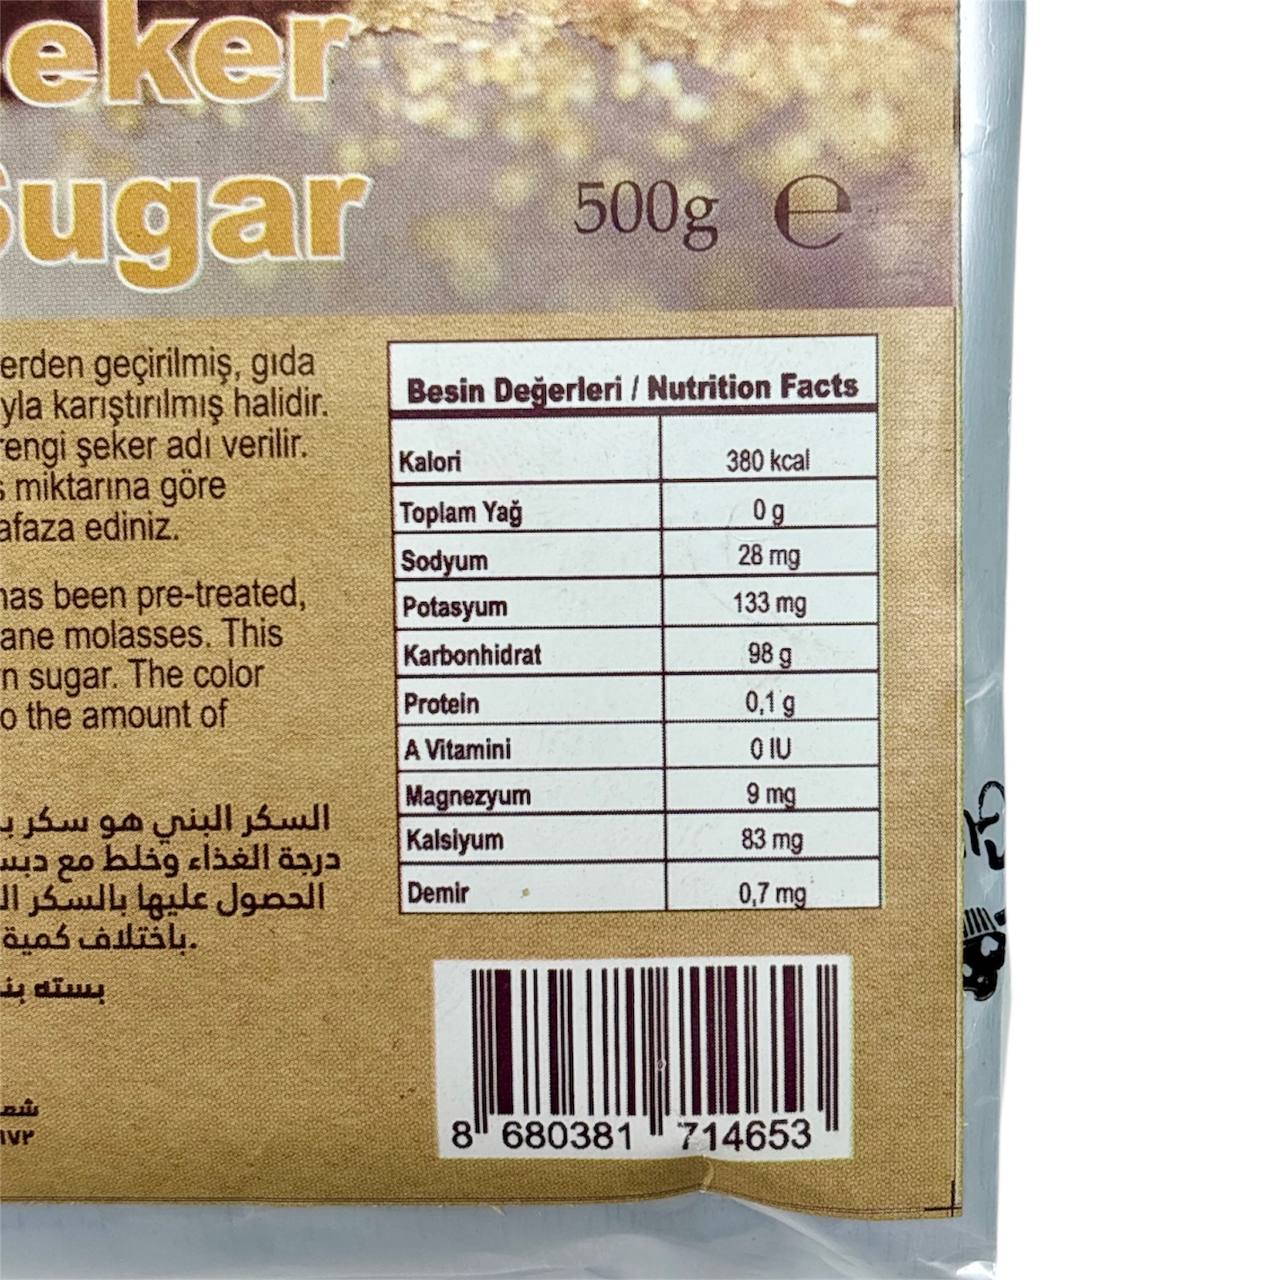 eker
Sugar
500g ℮
erden geçirilmiş, gıda
yla karıştırılmış halidir.
rengi şeker adı verilir.
ş miktarına göre
afaza ediniz.
has been pre-treated,
ane molasses. This
n sugar. The color
o the amount of
السكر البني هو سكر
درجة الغذاء وخلط مع دبس
الحصول عليها بالسكر
باختلاف كمية.
بسته
Besin Değerleri / Nutrition Facts
Kalori 380 kcal
Toplam Yağ 0 g
Sodyum 28 mg
Potasyum 133 mg
Karbonhidrat 98 g
Protein 0,1 g
A Vitamini 0 IU
Magnezyum 9 mg
Kalsiyum 83 mg
Demir 0,7 mg
8 680381 714653